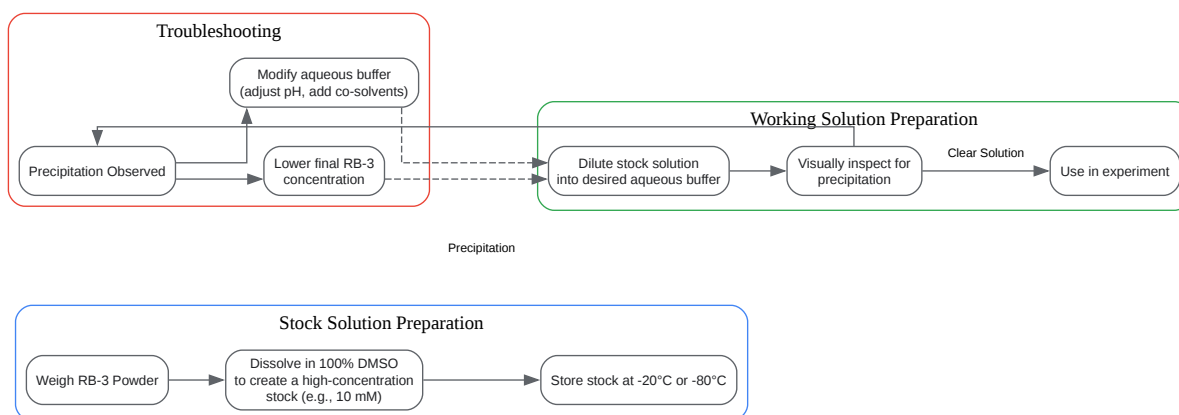 Troubleshooting
Modify aqueous buffer
(adjust pH, add co-solvents)
Precipitation Observed
Lower final RB-3
concentration
Working Solution Preparation
Dilute stock solution
into desired aqueous buffer
Visually inspect for
precipitation
Clear Solution
Use in experiment
Precipitation
Stock Solution Preparation
Weigh RB-3 Powder
Dissolve in 100% DMSO
to create a high-concentration
stock (e.g., 10 mM)
Store stock at -20°C or -80°C